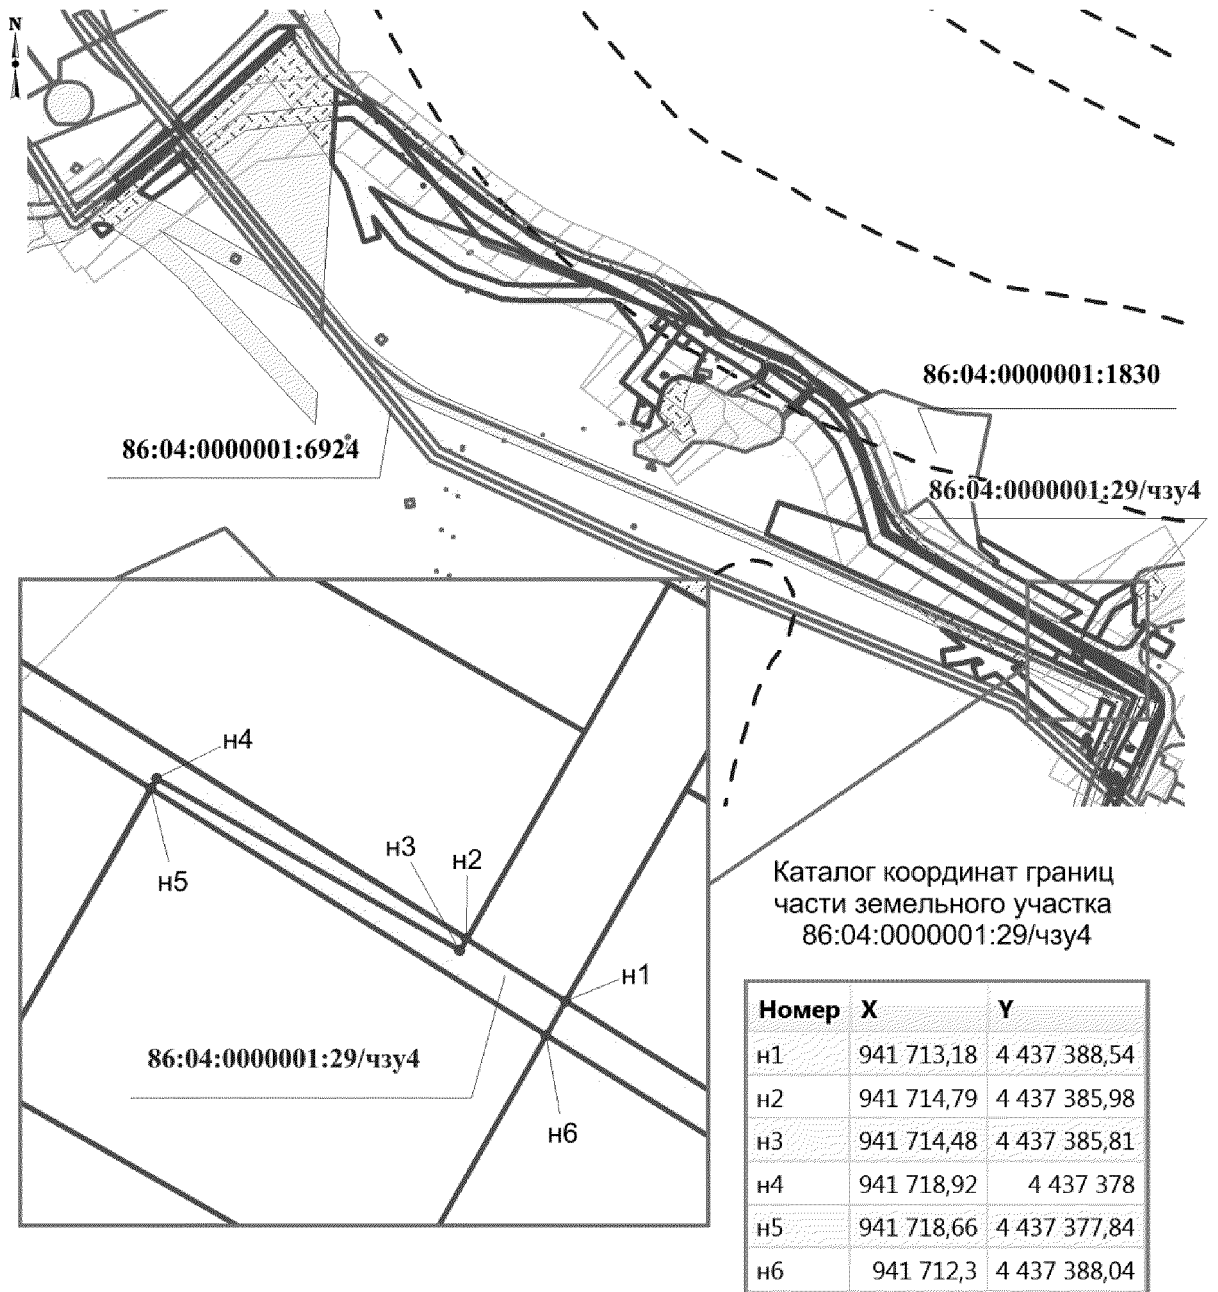 N
86:04:0000001:1830
86:04:0000001:6924
86:04:0000001:29/чзу4
н4
н3
н2
н5
н1
86:04:0000001:29/чзу4
н6
Каталог координат границ
части земельного участка
86:04:0000001:29/чзу4
Номер X Y
н1 941 713,18 4 437 388,54
н2 941 714,79 4 437 385,98
н3 941 714,48 4 437 385,81
н4 941 718,92 4 437 378
н5 941 718,66 4 437 377,84
н6 941 712,3 4 437 388,04